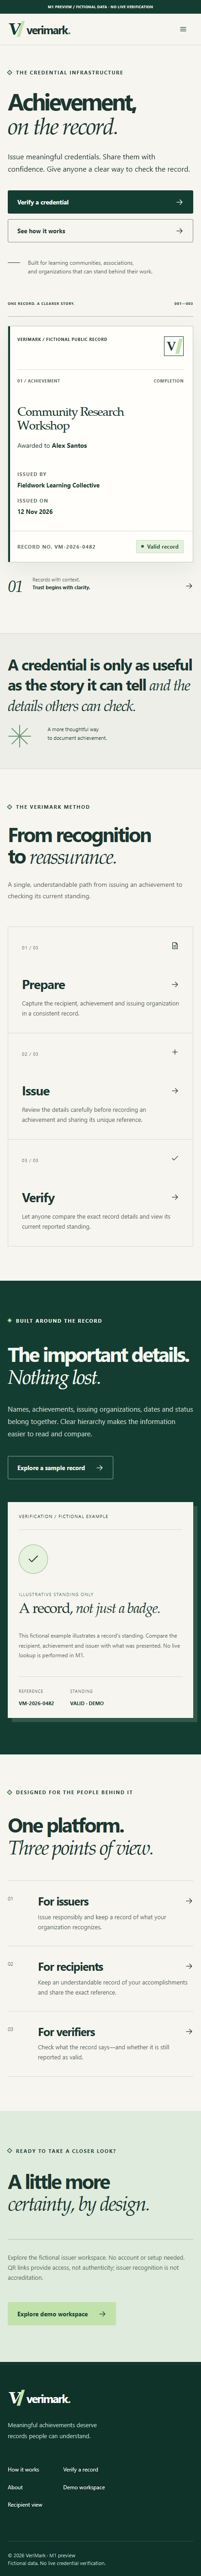 M1 PREVIEW / FICTIONAL DATA · NO LIVE VERIFICATION
verimark.
THE CREDENTIAL INFRASTRUCTURE
Achievement,
on the record.
Issue meaningful credentials. Share them with
confidence. Give anyone a clear way to check the record.
Verify a credential
See how it works
Built for learning communities, associations,
and organizations that can stand behind their work.
ONE RECORD. A CLEARER STORY.
001—003
VERIMARK / FICTIONAL PUBLIC RECORD
V
01 / ACHIEVEMENT
COMPLETION
Community Research
Workshop
Awarded to Alex Santos
ISSUED BY
Fieldwork Learning Collective
ISSUED ON
12 Nov 2026
RECORD NO. VM-2026-0482
Valid record
01
Records with context.
Trust begins with clarity.
A credential is only as useful
as the story it can tell and the
details others can check.
A more thoughtful way
to document achievement.
THE VERIMARK METHOD
From recognition
to reassurance.
A single, understandable path from issuing an achievement to
checking its current standing.
01 / 03
Prepare
Capture the recipient, achievement and issuing organization
in a consistent record.
02 / 03
Issue
Review the details carefully before recording an
achievement and sharing its unique reference.
03 / 03
Verify
Let anyone compare the exact record details and view its
current reported standing.
BUILT AROUND THE RECORD
The important details.
Nothing lost.
Names, achievements, issuing organizations, dates and status
belong together. Clear hierarchy makes the information
easier to read and compare.
Explore a sample record
VERIFICATION / FICTIONAL EXAMPLE
ILLUSTRATIVE STANDING ONLY
A record, not just a badge.
This fictional example illustrates a record's standing. Compare the
recipient, achievement and issuer with what was presented. No live
lookup is performed in M1.
REFERENCE
STANDING
VM-2026-0482
VALID · DEMO
DESIGNED FOR THE PEOPLE BEHIND IT
One platform.
Three points of view.
01
For issuers
Issue responsibly and keep a record of what your
organization recognizes.
02
For recipients
Keep an understandable record of your accomplishments
and share the exact reference.
03
For verifiers
Check what the record says—and whether it is still
reported as valid.
READY TO TAKE A CLOSER LOOK?
A little more
certainty, by design.
Explore the fictional issuer workspace. No account or setup needed.
QR links provide access, not authenticity; issuer recognition is not
accreditation.
Explore demo workspace
verimark.
Meaningful achievements deserve
records people can understand.
How it works
Verify a record
About
Demo workspace
Recipient view
© 2026 VeriMark · M1 preview
Fictional data. No live credential verification.